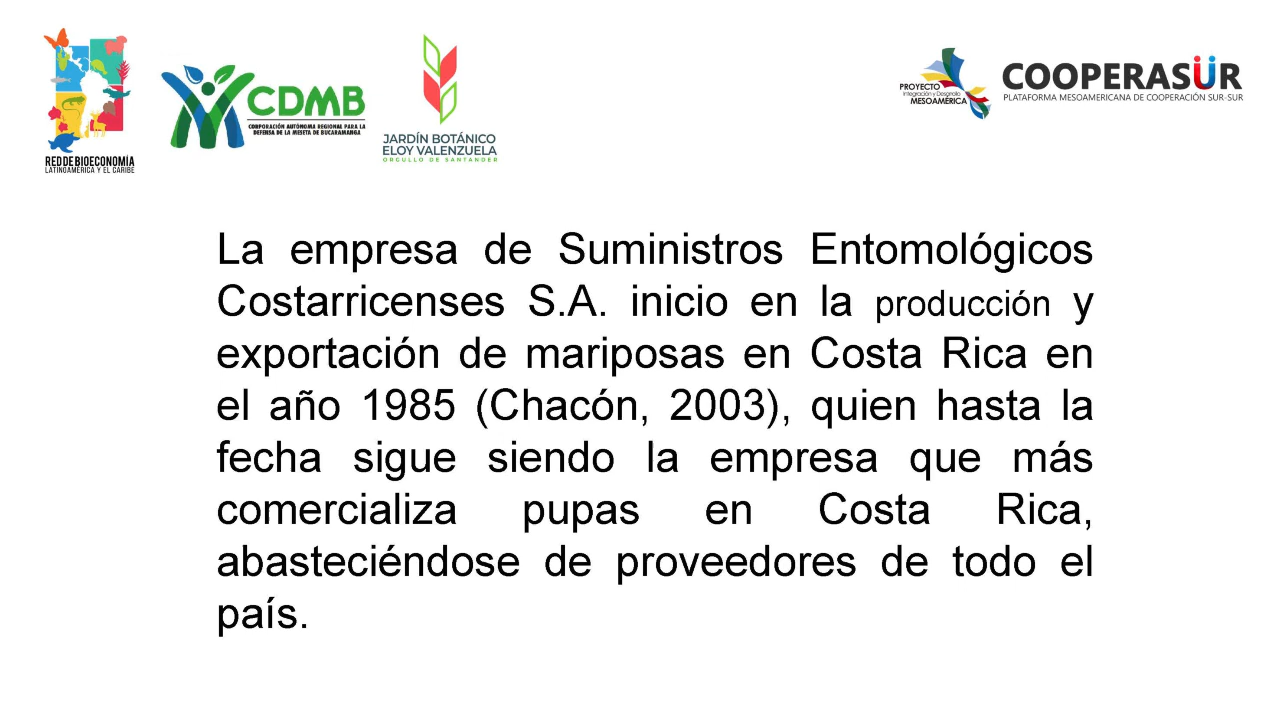 RED DE BIOECONOMÍA
LATINOAMÉRICA Y EL CARIBE
CDMB
CORPORACIÓN AUTÓNOMA REGIONAL PARA LA
DEFENSA DE LA MESETA DE BUCARAMANGA
JARDÍN BOTÁNICO
ELOY VALENZUELA
ORGULLO DE SANTANDER
PROYECTO
Integración y Desarrollo
MESOAMÉRICA
COOPERASÜR
PLATAFORMA MESOAMERICANA DE COOPERACIÓN SUR-SUR
La empresa de Suministros Entomológicos
Costarricenses S.A. inicio en la producción y
exportación de mariposas en Costa Rica en
el año 1985 (Chacón, 2003), quien hasta la
fecha sigue siendo la empresa que más
comercializa pupas en Costa Rica,
abasteciéndose de proveedores de todo el
país.